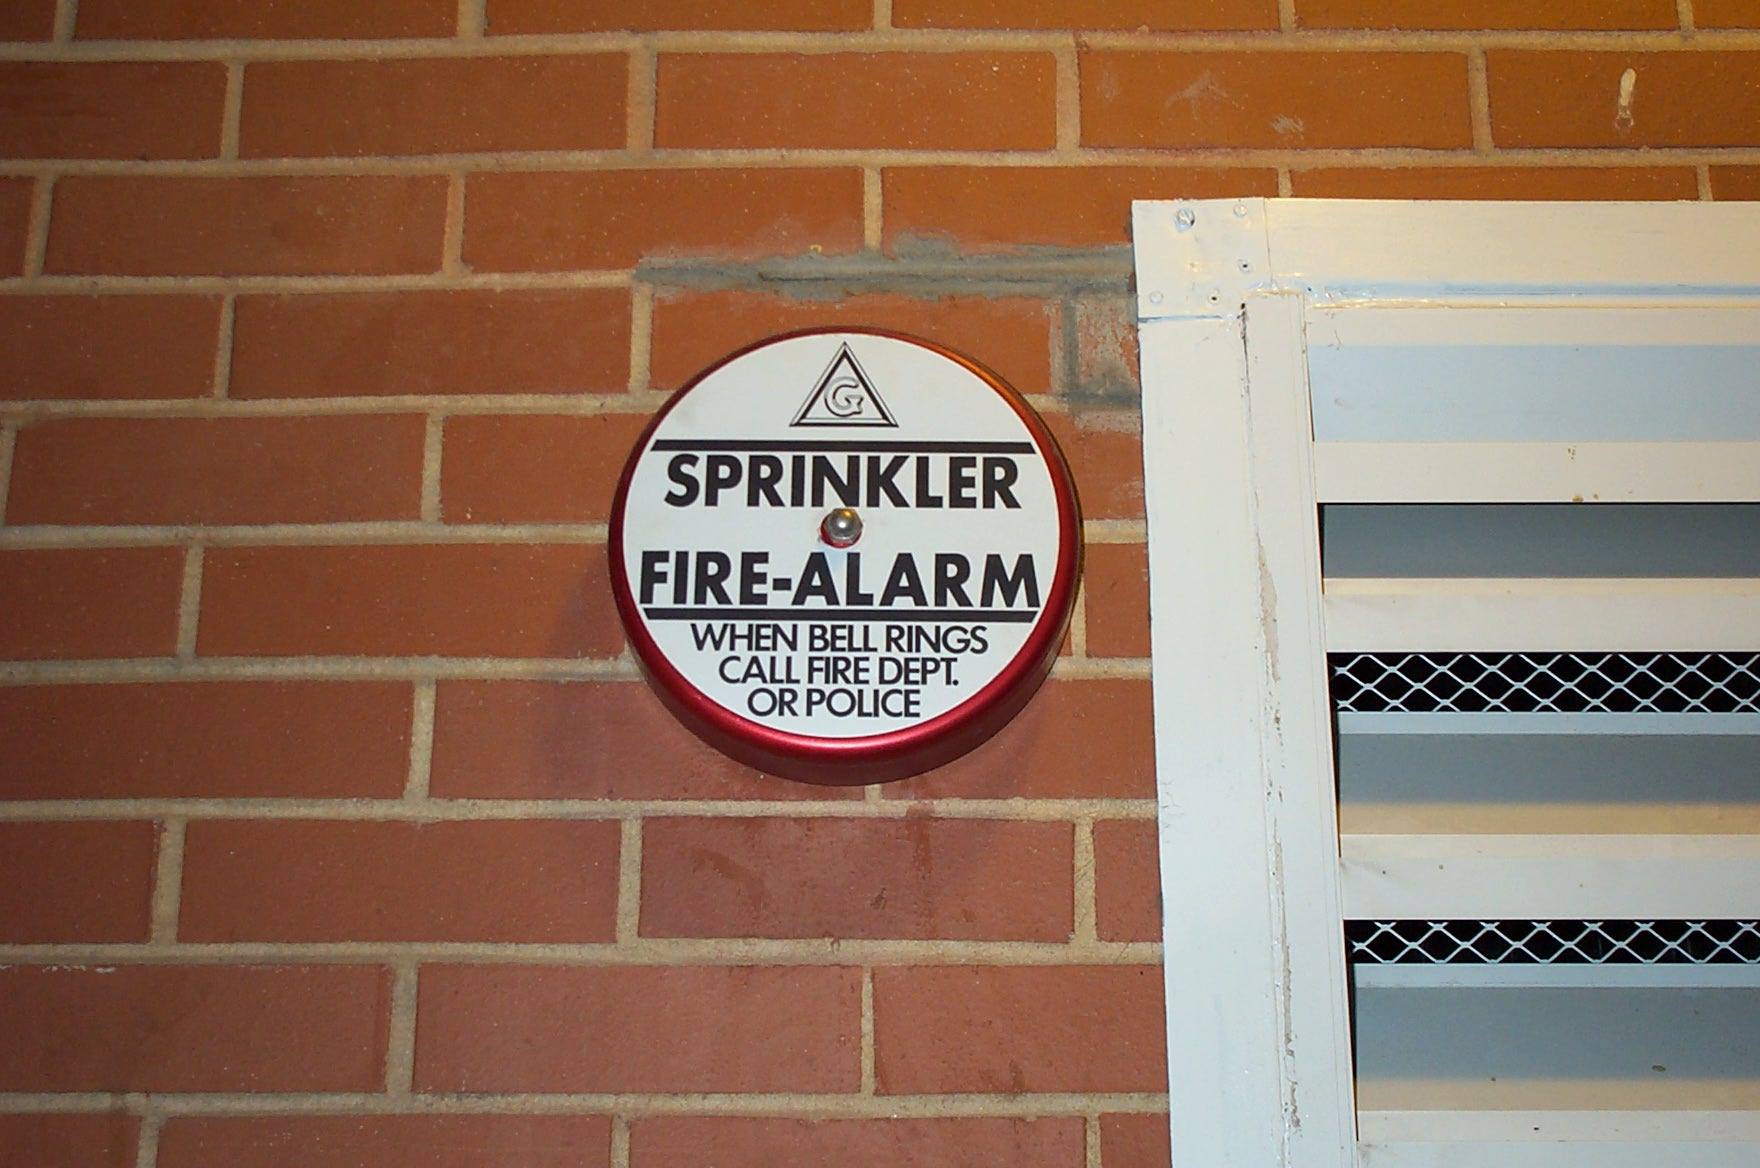 G
SPRINKLER
FIRE-ALARM
WHEN BELL RINGS
CALL FIRE DEPT.
OR POLICE